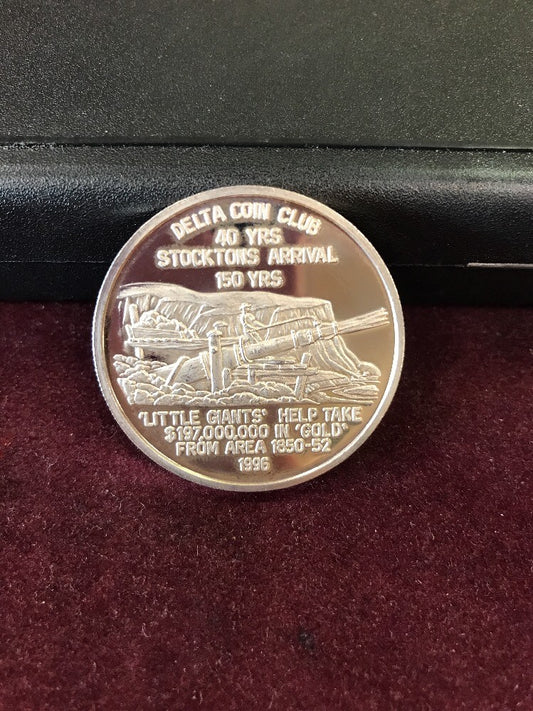 DELTA COIN CLUB
40 YRS
STOCKTONS ARRIVAL
150 YRS
'LITTLE GIANTS' HELP TAKE
$197,000,000 IN 'GOLD'
FROM AREA 1850-52
1996